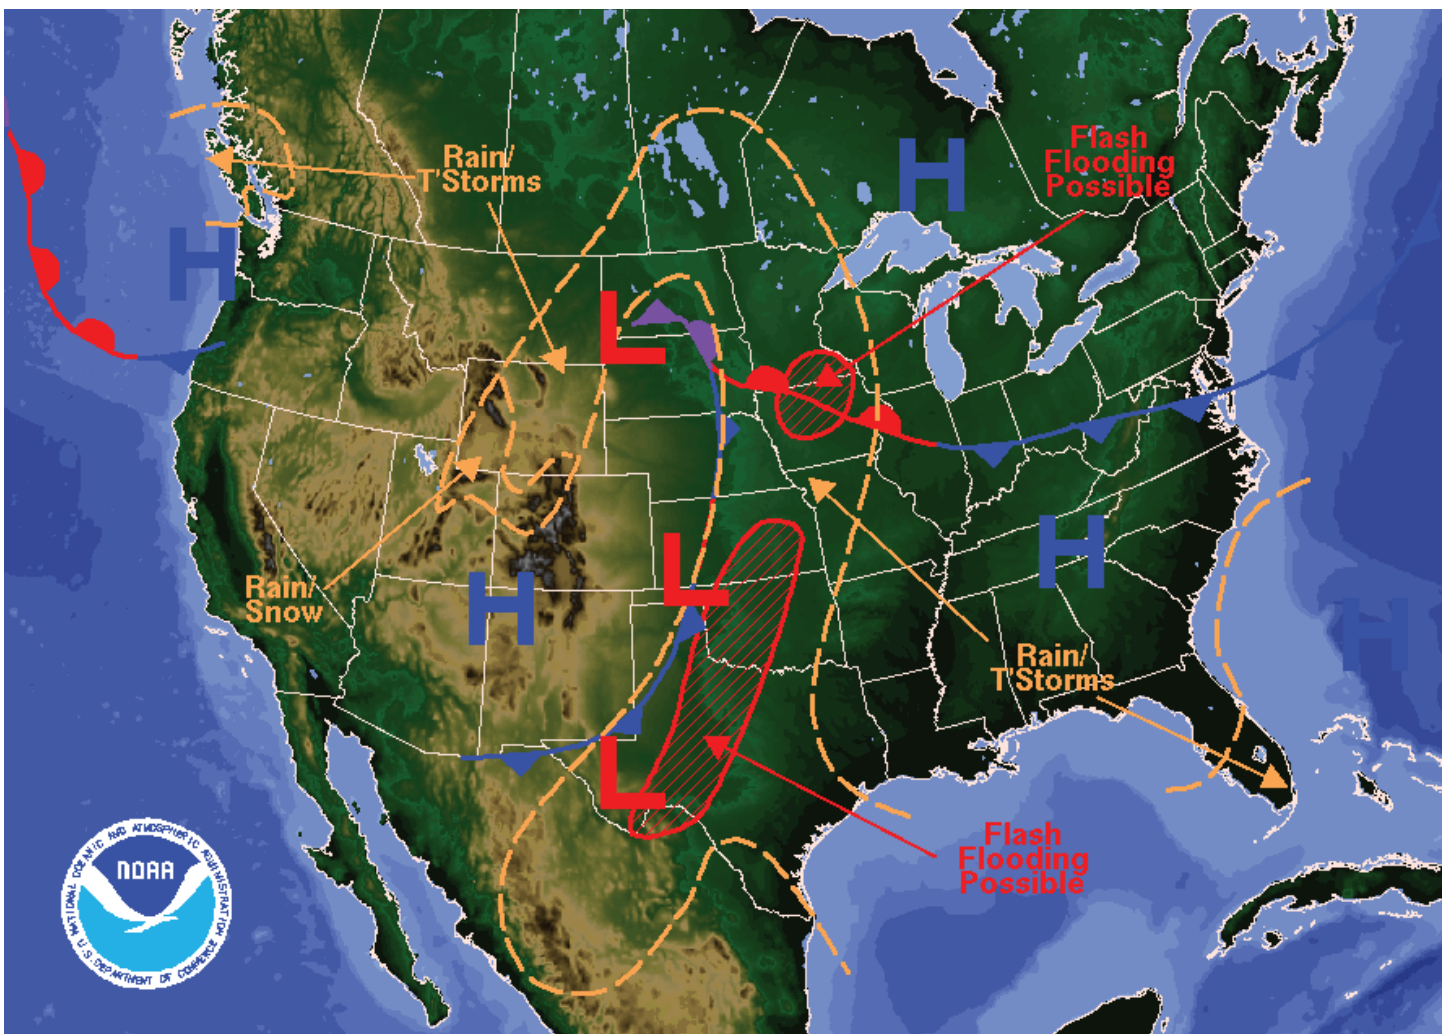 Flash
Flooding
Possible
H
Rain/
T'Storms
H
L
L
H
H
Rain/
Snow
H
Rain/
T'Storms
L
Flash
Flooding
Possible
NATIONAL OCEANIC AND ATMOSPHERIC ADMINISTRATION
NOAA
U.S. DEPARTMENT OF COMMERCE